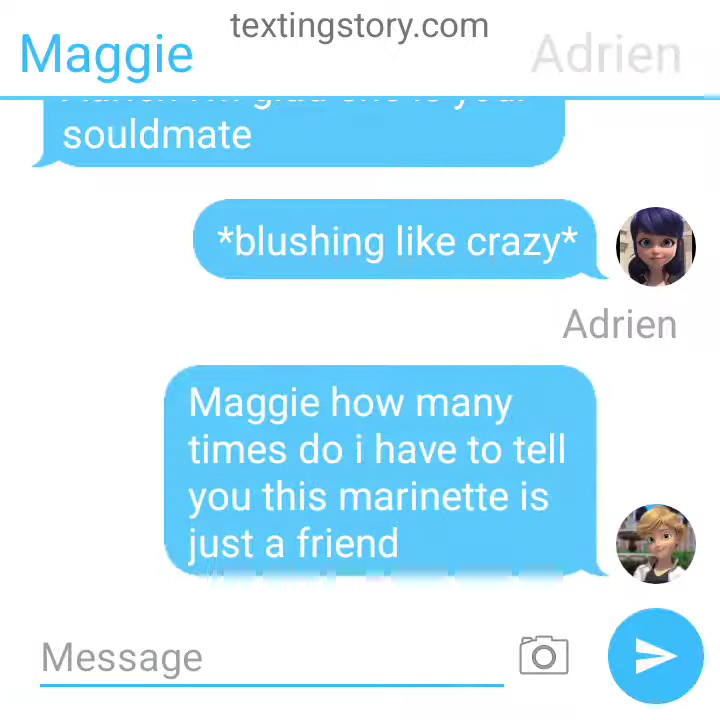 textingstory.com
Maggie
Adrien
souldmate
*blushing like crazy*
Adrien
Maggie how many
times do i have to tell
you this marinette is
just a friend
Message